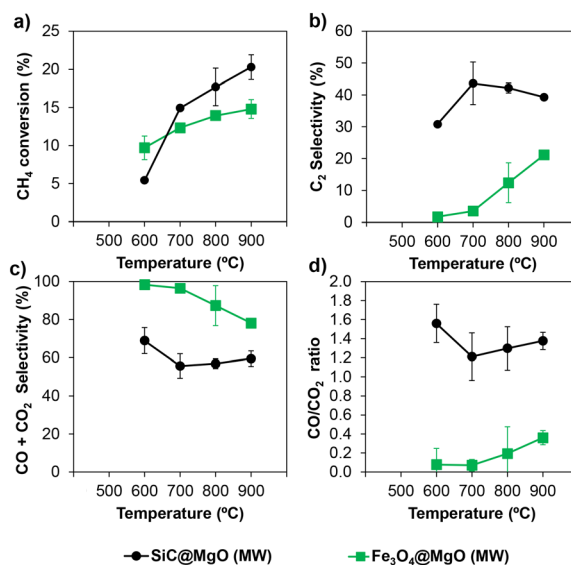 a)
25
20
15
10
5
0
CH4 conversion (%)
500 600 700 800 900
Temperature (ºC)
b)
60
50
40
30
20
10
0
C2 Selectivity (%)
500 600 700 800 900
Temperature (ºC)
c)
100
80
60
40
20
0
CO + CO2 Selectivity (%)
500 600 700 800 900
Temperature (ºC)
d)
2.0
1.8
1.6
1.4
1.2
1.0
0.8
0.6
0.4
0.2
0.0
CO/CO2 ratio
500 600 700 800 900
Temperature (ºC)
SiC@MgO (MW) Fe3O4@MgO (MW)